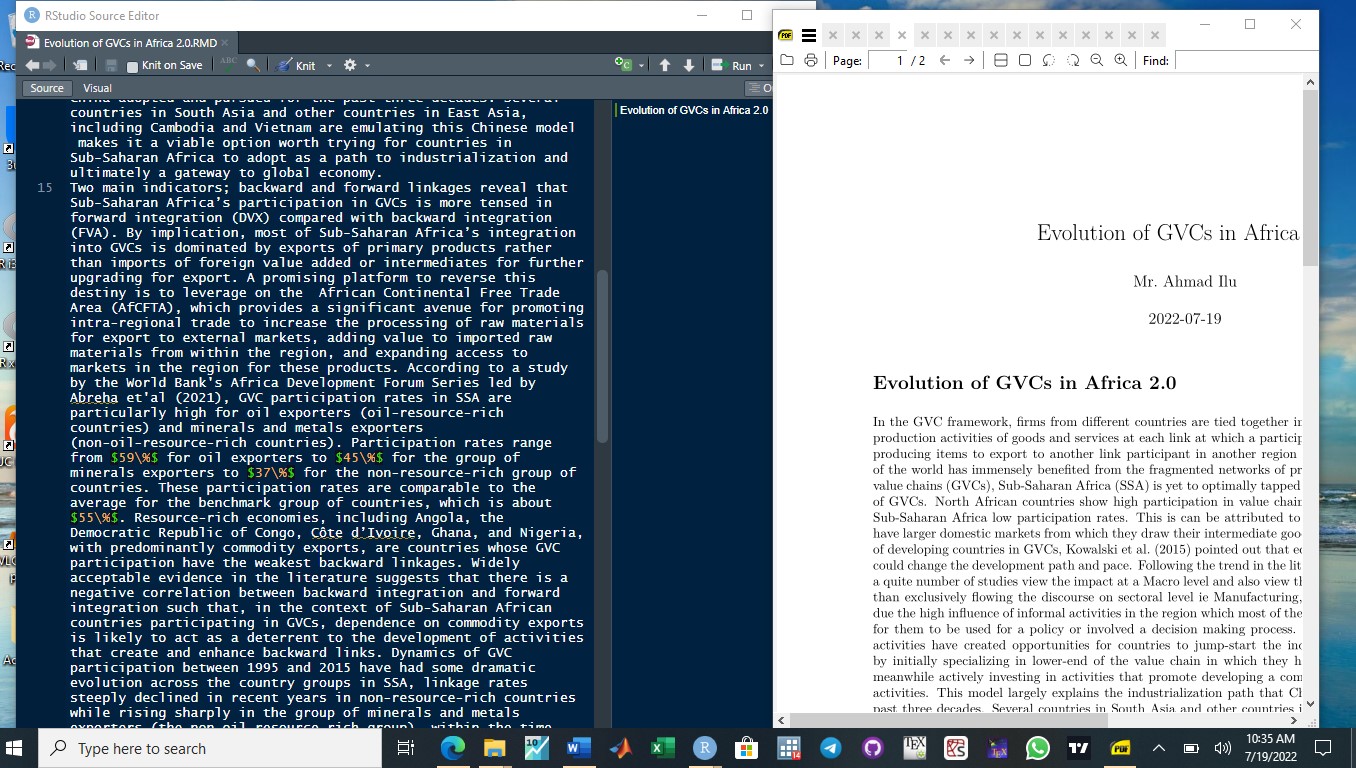 RStudio Source Editor
Evolution of GVCs in Africa 2.0.RMD
Knit on Save
ABC
Knit
Run
Source
Visual
China adopted and pursued for the past three decades. Several
countries in South Asia and other countries in East Asia,
including Cambodia and Vietnam are emulating this Chinese model
makes it a viable option worth trying for countries in
Sub-Saharan Africa to adopt as a path to industrialization and
ultimately a gateway to global economy.
15 Two main indicators; backward and forward linkages reveal that
Sub-Saharan Africa's participation in GVCs is more tensed in
forward integration (DVX) compared with backward integration
(FVA). By implication, most of Sub-Saharan Africa's integration
into GVCs is dominated by exports of primary products rather
than imports of foreign value added or intermediates for further
upgrading for export. A promising platform to reverse this
destiny is to leverage on the African Continental Free Trade
Area (AfCFTA), which provides a significant avenue for promoting
intra-regional trade to increase the processing of raw materials
for export to external markets, adding value to imported raw
materials from within the region, and expanding access to
markets in the region for these products. According to a study
by the World Bank's Africa Development Forum Series led by
Abreha et'al (2021), GVC participation rates in SSA are
particularly high for oil exporters (oil-resource-rich
countries) and minerals and metals exporters
(non-oil-resource-rich countries). Participation rates range
from $59\%$ for oil exporters to $45\%$ for the group of
minerals exporters to $37\%$ for the non-resource-rich group of
countries. These participation rates are comparable to the
average for the benchmark group of countries, which is about
$55\%$. Resource-rich economies, including Angola, the
Democratic Republic of Congo, Côte d'Ivoire, Ghana, and Nigeria,
with predominantly commodity exports, are countries whose GVC
participation have the weakest backward linkages. Widely
acceptable evidence in the literature suggests that there is a
negative correlation between backward integration and forward
integration such that, in the context of Sub-Saharan African
countries participating in GVCs, dependence on commodity exports
is likely to act as a deterrent to the development of activities
that create and enhance backward links. Dynamics of GVC
participation between 1995 and 2015 have had some dramatic
evolution across the country groups in SSA, linkage rates
steeply declined in recent years in non-resource-rich countries
while rising sharply in the group of minerals and metals
exporters (the non-oil resource-rich group), within the time
Evolution of GVCs in Africa 2.0
PDF
Page: 1 / 2
Find:
Evolution of GVCs in Africa
Mr. Ahmad Ilu
2022-07-19
Evolution of GVCs in Africa 2.0
In the GVC framework, firms from different countries are tied together in
production activities of goods and services at each link at which a particip
producing items to export to another link participant in another region
of the world has immensely benefited from the fragmented networks of pr
value chains (GVCs), Sub-Saharan Africa (SSA) is yet to optimally tapped
of GVCs. North African countries show high participation in value chain
Sub-Saharan Africa low participation rates. This is can be attributed to
have larger domestic markets from which they draw their intermediate goo
of developing countries in GVCs, Kowalski et al. (2015) pointed out that ec
could change the development path and pace. Following the trend in the lit
a quite number of studies view the impact at a Macro level and also view th
than exclusively flowing the discourse on sectoral level ie Manufacturing,
due the high influence of informal activities in the region which most of the
for them to be used for a policy or involved a decision making process.
activities have created opportunities for countries to jump-start the ind
by initially specializing in lower-end of the value chain in which they h
meanwhile actively investing in activities that promote developing a com
activities. This model largely explains the industrialization path that Ch
past three decades. Several countries in South Asia and other countries i
Type here to search
10:35 AM
7/19/2022